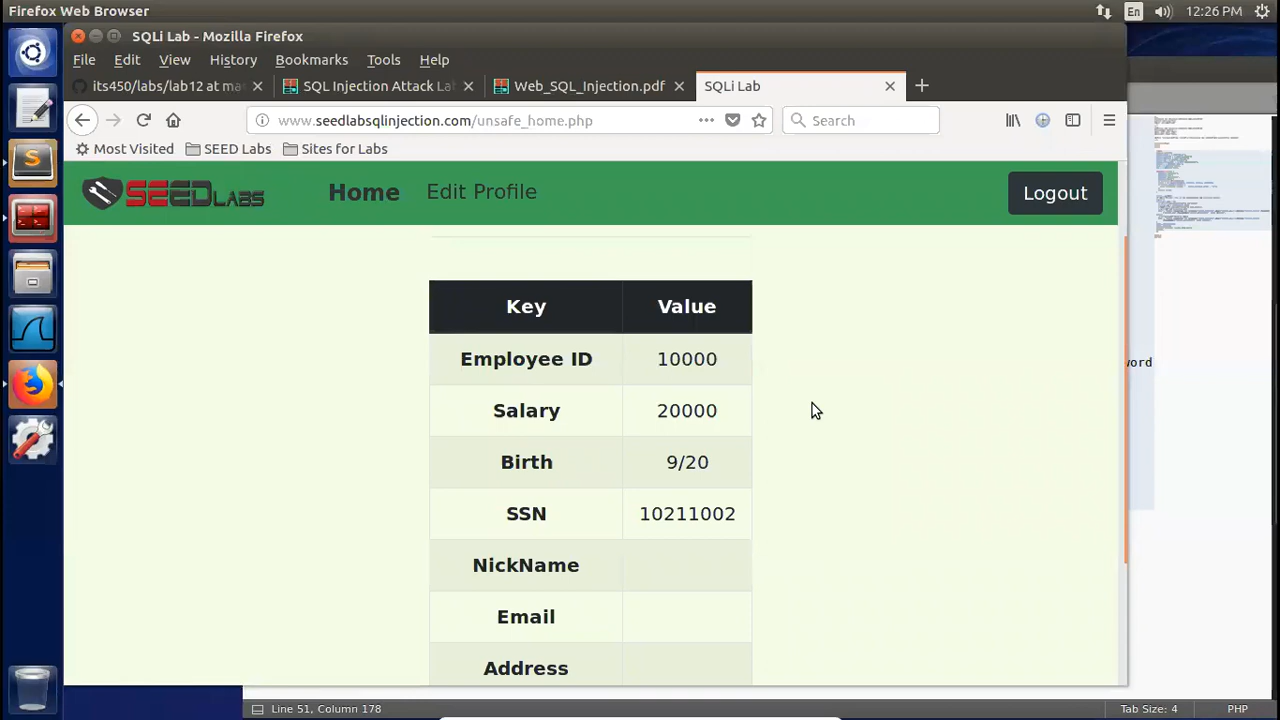 Firefox Web Browser
En
12:26 PM
SQLi Lab - Mozilla Firefox
File Edit View History Bookmarks Tools Help
its450/labs/lab12 at ma
SQL Injection Attack La
Web_SQL_Injection.pdf
SQLi Lab
www.seedlabsqlinjection.com/unsafe_home.php
Search
Most Visited
SEED Labs
Sites for Labs
SEED LABS
Home
Edit Profile
Logout
Key Value
Employee ID 10000
Salary 20000
Birth 9/20
SSN 10211002
NickName
Email
Address
Line 51, Column 178
Tab Size: 4
PHP